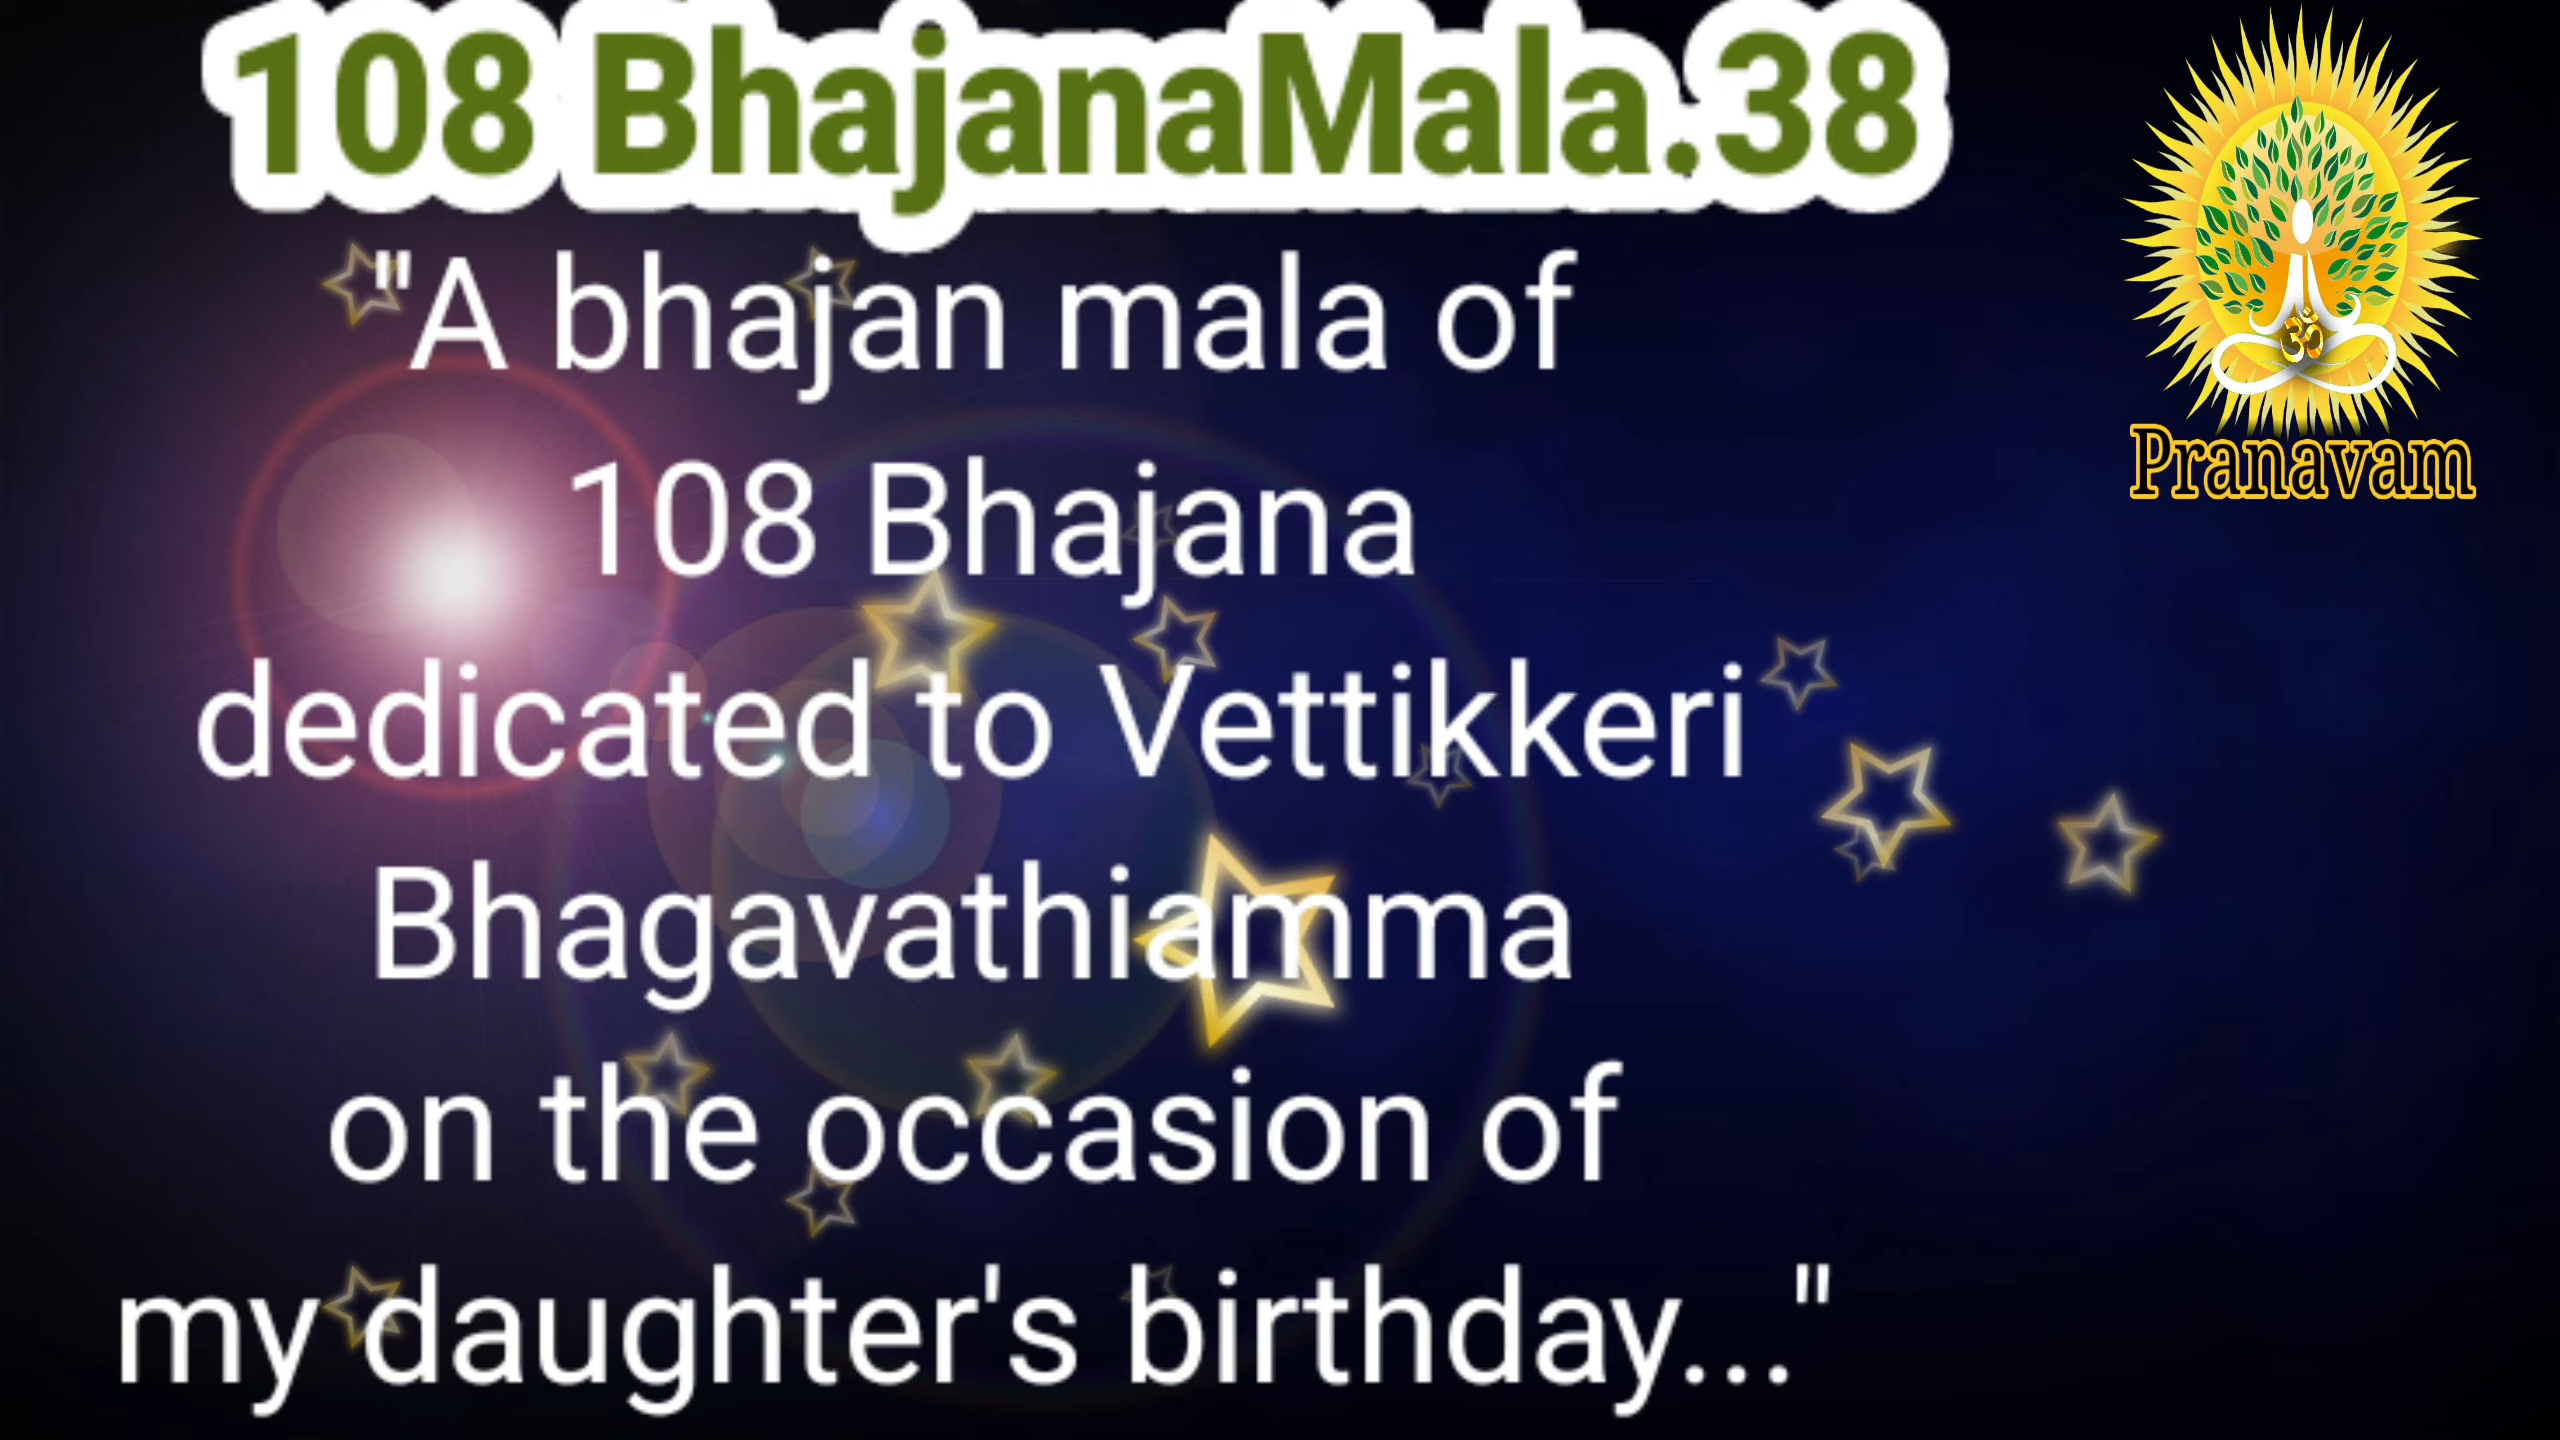 108 BhajanaMala.38
"A bhajan mala of
108 Bhajana
dedicated to Vettikkeri
Bhagavathiamma
on the occasion of
my daughter's birthday..."
ॐ
Pranavam